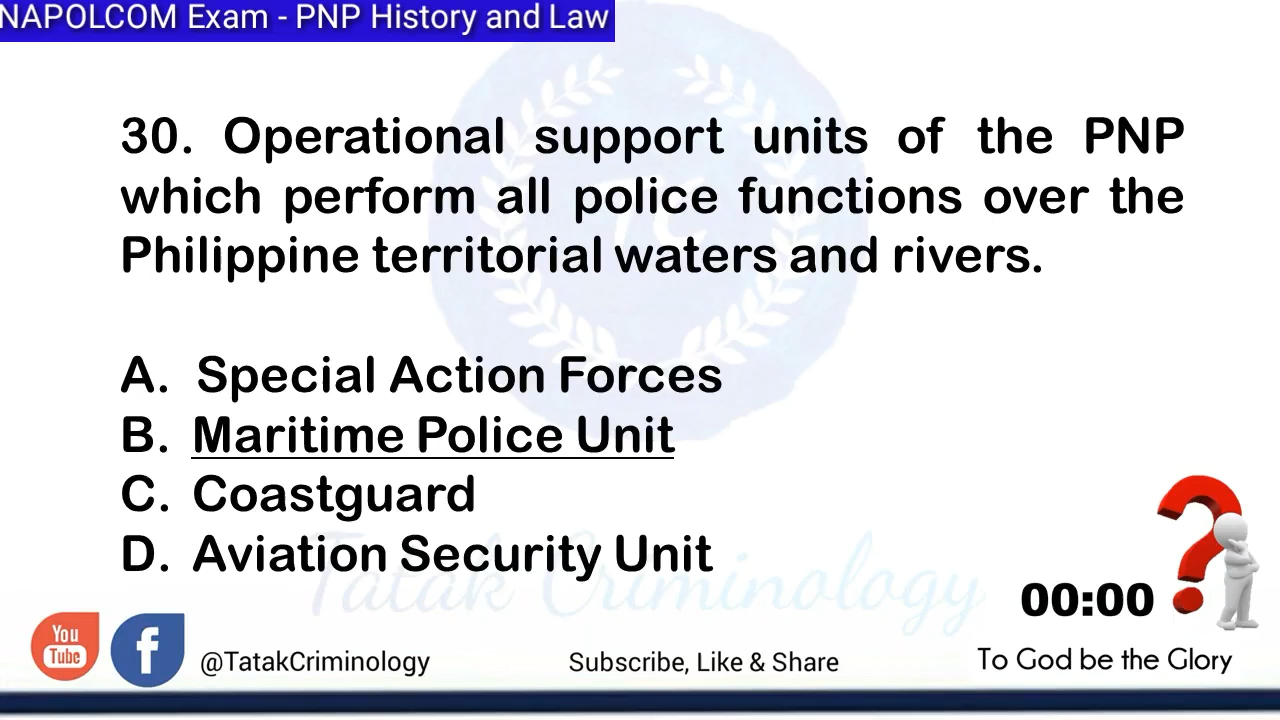 NAPOLCOM Exam - PNP History and Law
30. Operational support units of the PNP
which perform all police functions over the
Philippine territorial waters and rivers.
A. Special Action Forces
B. Maritime Police Unit
C. Coastguard
D. Aviation Security Unit
TC
Tatak Criminology
00:00
You
Tube
f
@TatakCriminology
Subscribe, Like & Share
To God be the Glory